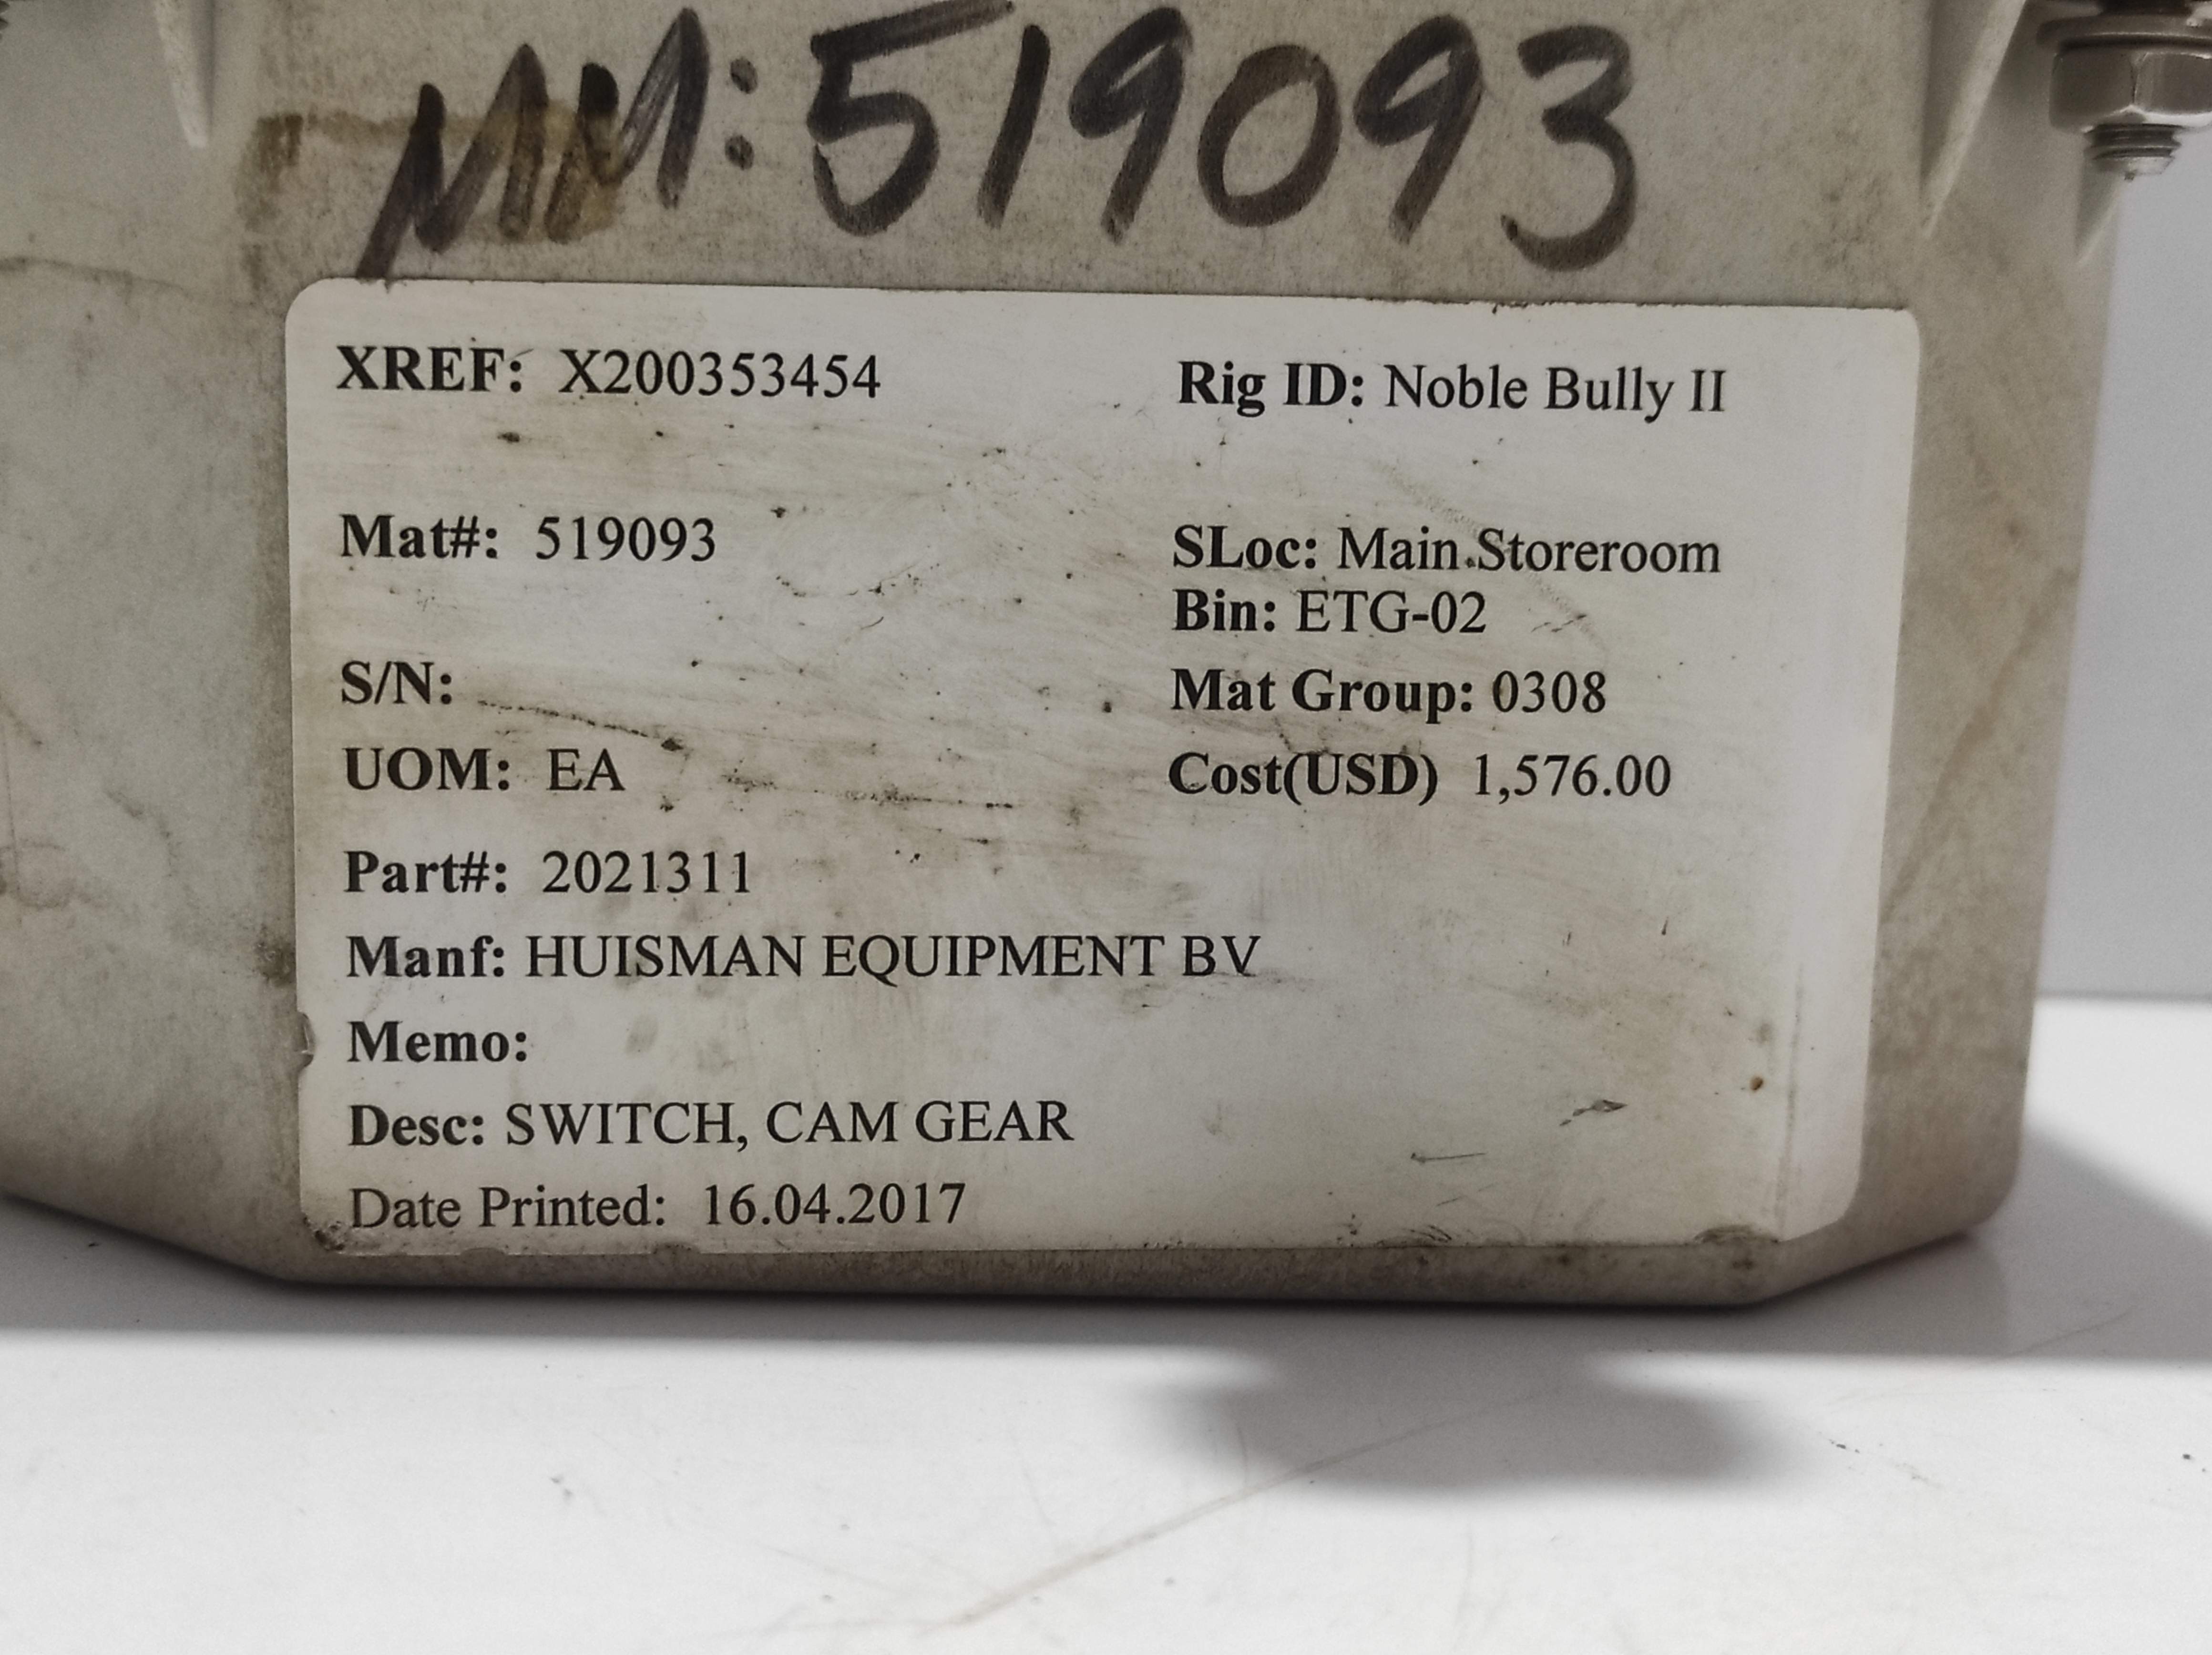 MM: 519093
XREF: X200353454 Rig ID: Noble Bully II
Mat#: 519093 SLoc: Main Storeroom
Bin: ETG-02
S/N: Mat Group: 0308
UOM: EA Cost(USD) 1,576.00
Part#: 2021311
Manf: HUISMAN EQUIPMENT BV
Memo:
Desc: SWITCH, CAM GEAR
Date Printed: 16.04.2017